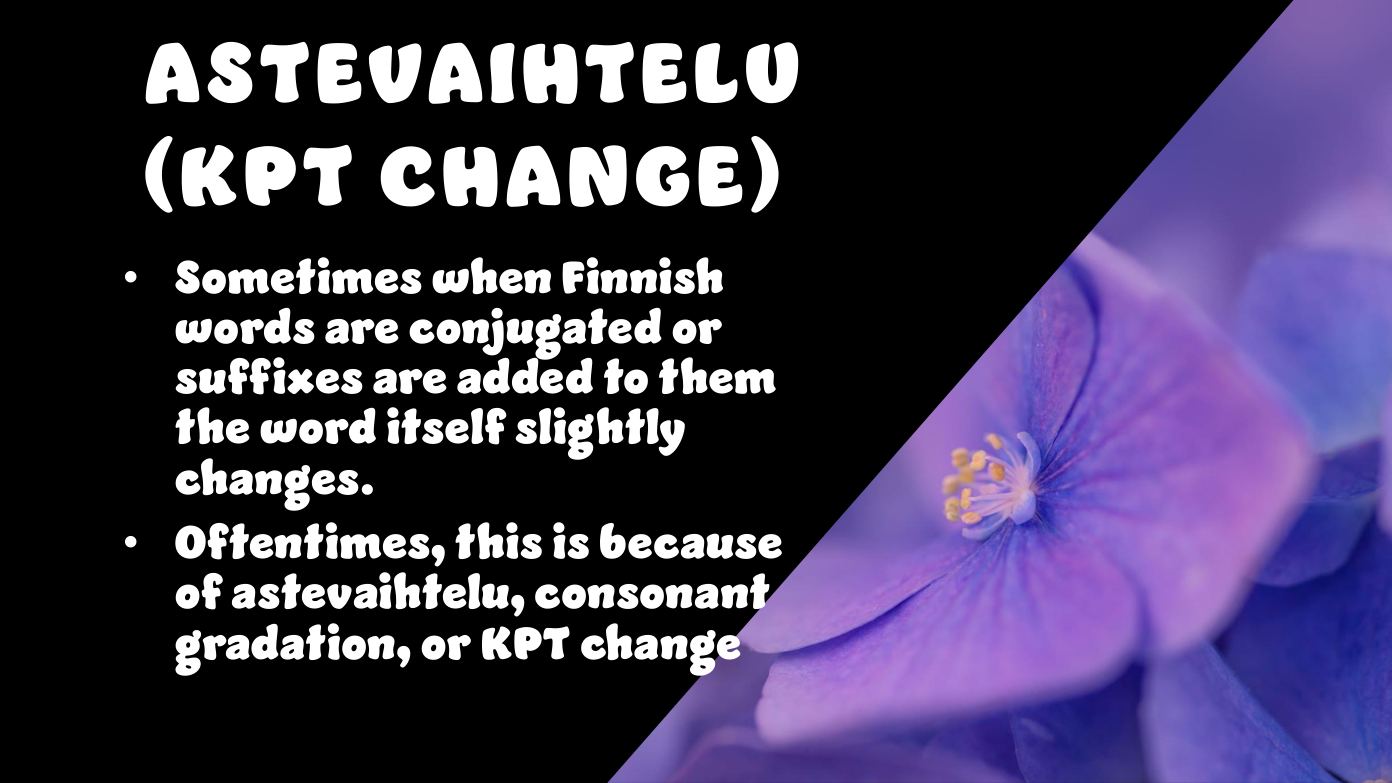 ASTEVAIHTELU
(KPT CHANGE)
• Sometimes when Finnish
words are conjugated or
suffixes are added to them
the word itself slightly
changes.
• Oftentimes, this is because
of astevaihtelu, consonant
gradation, or KPT change